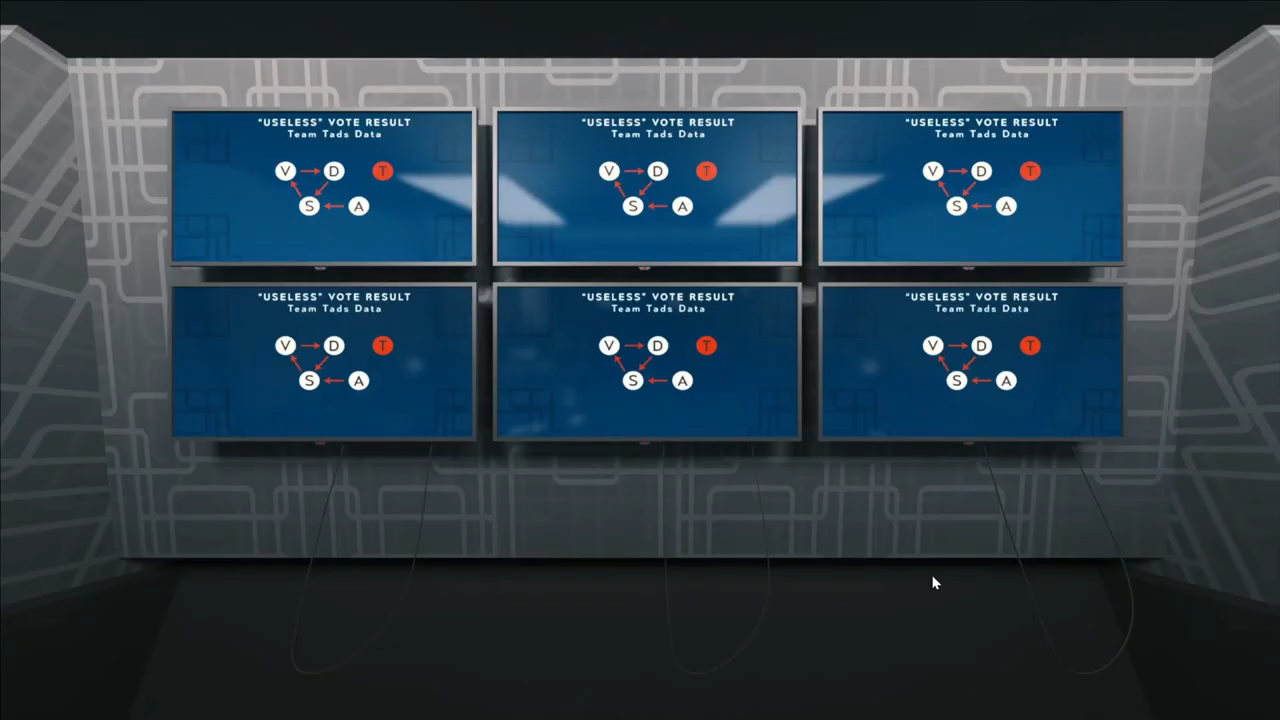 "USELESS" VOTE RESULT
Team Tads Data
V D T
S A
"USELESS" VOTE RESULT
Team Tads Data
V D T
S A
"USELESS" VOTE RESULT
Team Tads Data
V D T
S A
"USELESS" VOTE RESULT
Team Tads Data
V D T
S A
"USELESS" VOTE RESULT
Team Tads Data
V D T
S A
"USELESS" VOTE RESULT
Team Tads Data
V D T
S A